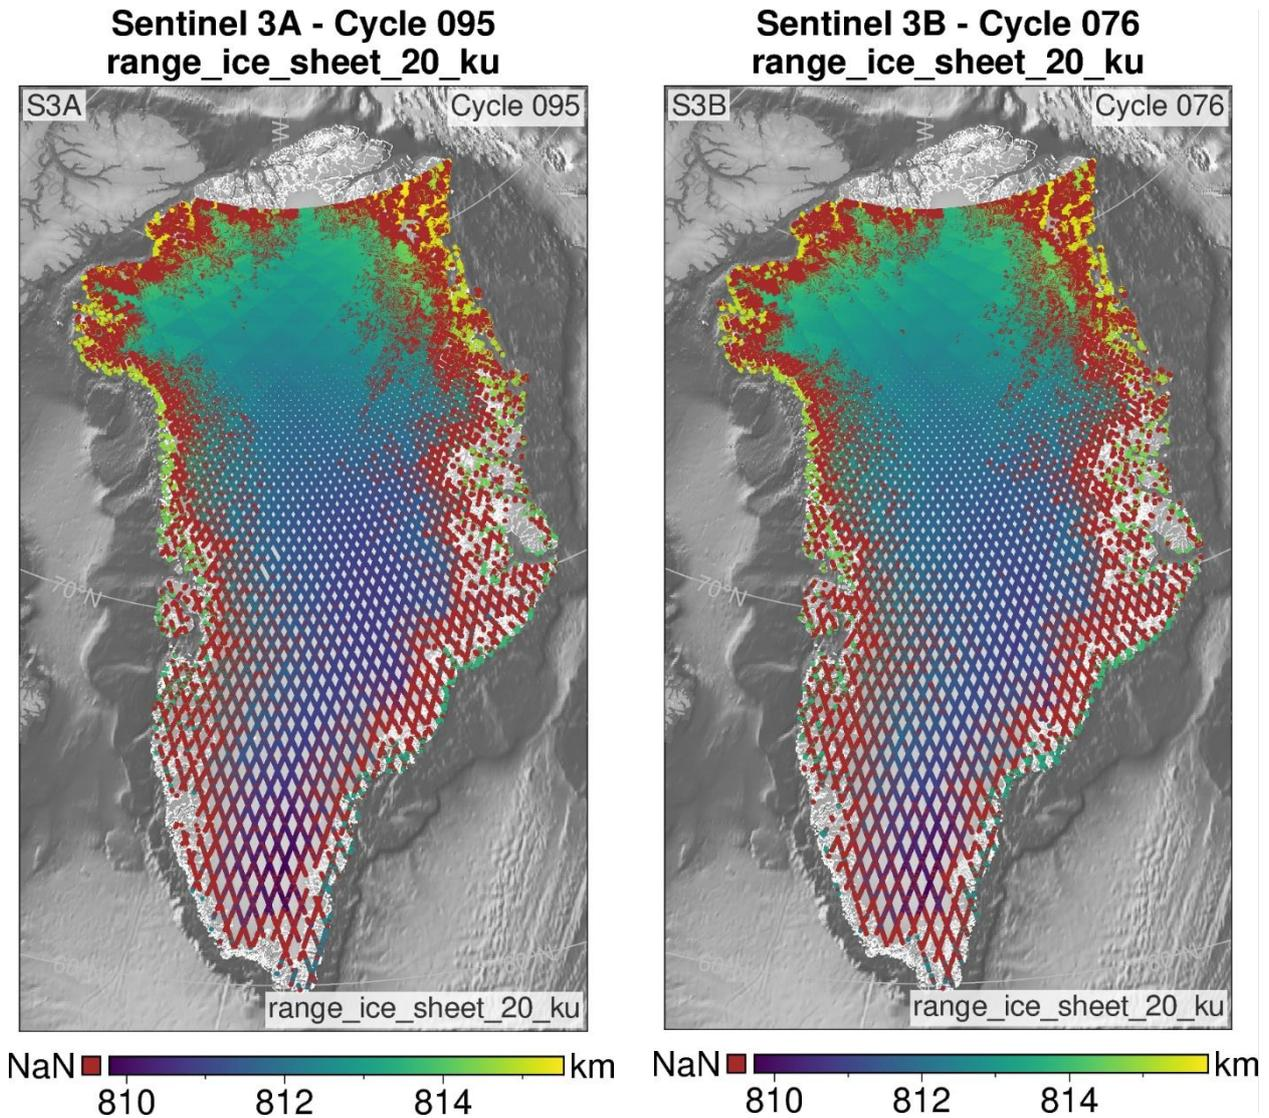 Sentinel 3A - Cycle 095
range_ice_sheet_20_ku
S3A
Cycle 095
W
70°N
range_ice_sheet_20_ku
NaN
km
810
812
814
Sentinel 3B - Cycle 076
range_ice_sheet_20_ku
S3B
Cycle 076
W
70°N
range_ice_sheet_20_ku
NaN
km
810
812
814